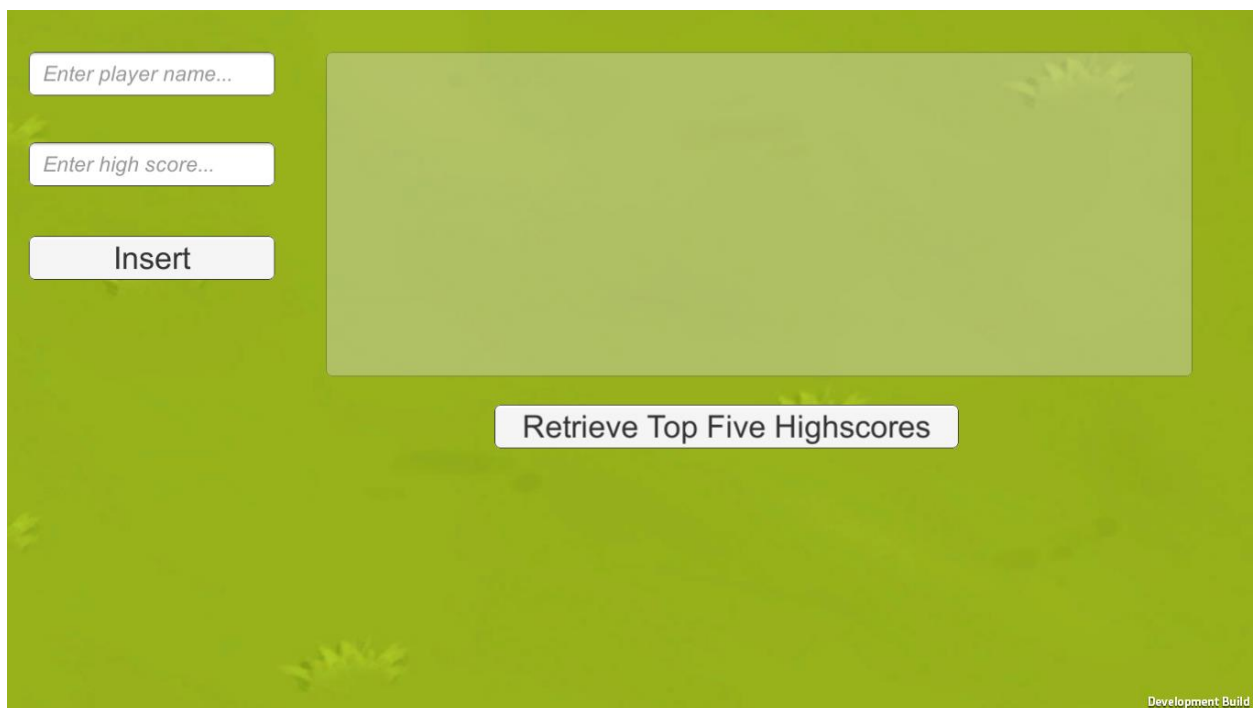 Enter player name...
Enter high score...
Insert
Retrieve Top Five Highscores
Development Build